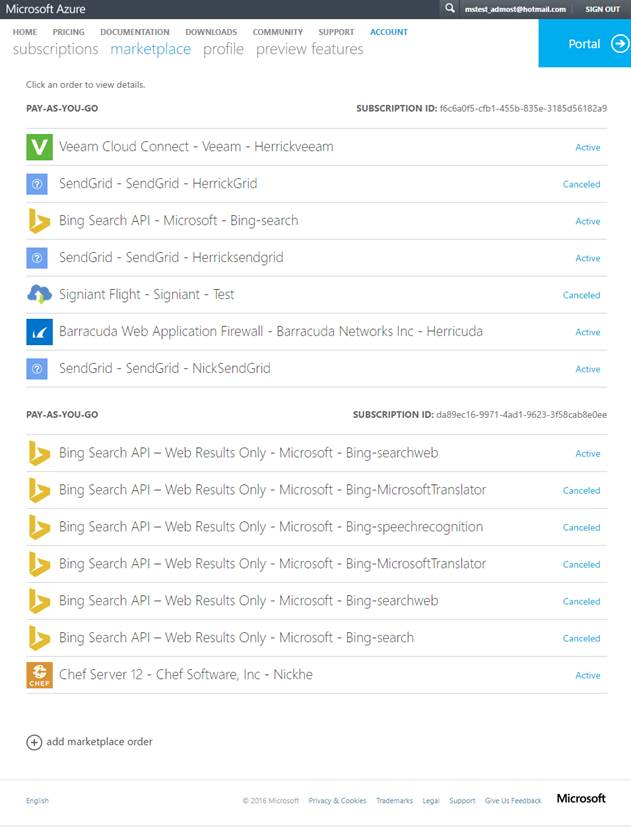 Microsoft Azure mstest_admost@hotmail.com SIGN OUT
HOME PRICING DOCUMENTATION DOWNLOADS COMMUNITY SUPPORT ACCOUNT
subscriptions marketplace profile preview features
Portal
Click an order to view details.
PAY-AS-YOU-GO SUBSCRIPTION ID: f6c6a0f5-cfb1-455b-835e-3185d56182a9
Veeam Cloud Connect - Veeam - Herrickveeam Active
SendGrid - SendGrid - HerrickGrid Canceled
Bing Search API - Microsoft - Bing-search Active
SendGrid - SendGrid - Herricksendgrid Active
Signiant Flight - Signiant - Test Canceled
Barracuda Web Application Firewall - Barracuda Networks Inc - Herricuda Active
SendGrid - SendGrid - NickSendGrid Active
PAY-AS-YOU-GO SUBSCRIPTION ID: da89ec16-9971-4ad1-9623-3f58cab8e0ee
Bing Search API – Web Results Only - Microsoft - Bing-searchweb Active
Bing Search API – Web Results Only - Microsoft - Bing-MicrosoftTranslator Canceled
Bing Search API – Web Results Only - Microsoft - Bing-speechrecognition Canceled
Bing Search API – Web Results Only - Microsoft - Bing-MicrosoftTranslator Canceled
Bing Search API – Web Results Only - Microsoft - Bing-searchweb Canceled
Bing Search API – Web Results Only - Microsoft - Bing-search Canceled
CHEF Chef Server 12 - Chef Software, Inc - Nickhe Active
add marketplace order
English © 2016 Microsoft Privacy & Cookies Trademarks Legal Support Give Us Feedback Microsoft